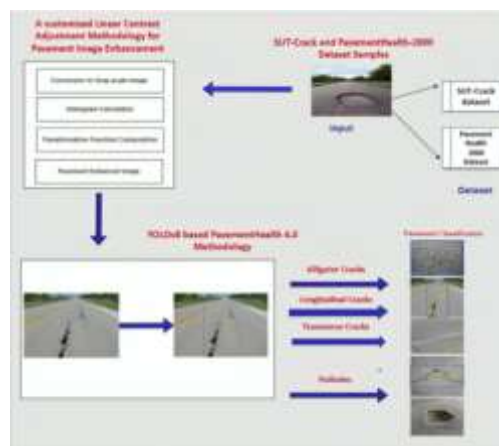 A customised Linear Contrast
Adjustment Methodology for
Pavement Image Enhancement
Conversion to Gray scale Image
Histogram Calculation
Transformation Function Computation
Pavement Enhanced Image
SUT-Crack and PavementHealth-2000
Dataset Samples
Input
SUT-Crack
dataset
Pavement
Health
2000
Dataset
Dataset
YOLOv8 based PavementHealth 4.0
Methodology
Alligator Cracks
Longitudinal Cracks
Transverse Cracks
Potholes
Pavement Classification